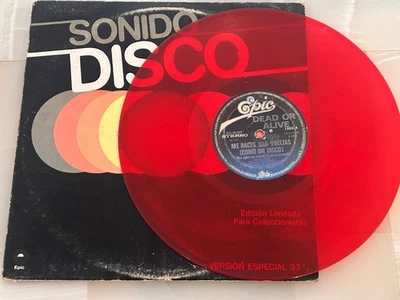 SONIDO
DISCO
Epic
DEAD OR
ALIVE
STEREO
LADO A
ME HACES DAR VUELTAS
(COMO UN DISCO)
Edición Limitada
Para Coleccionistas
VERSION ESPECIAL 33
Epic